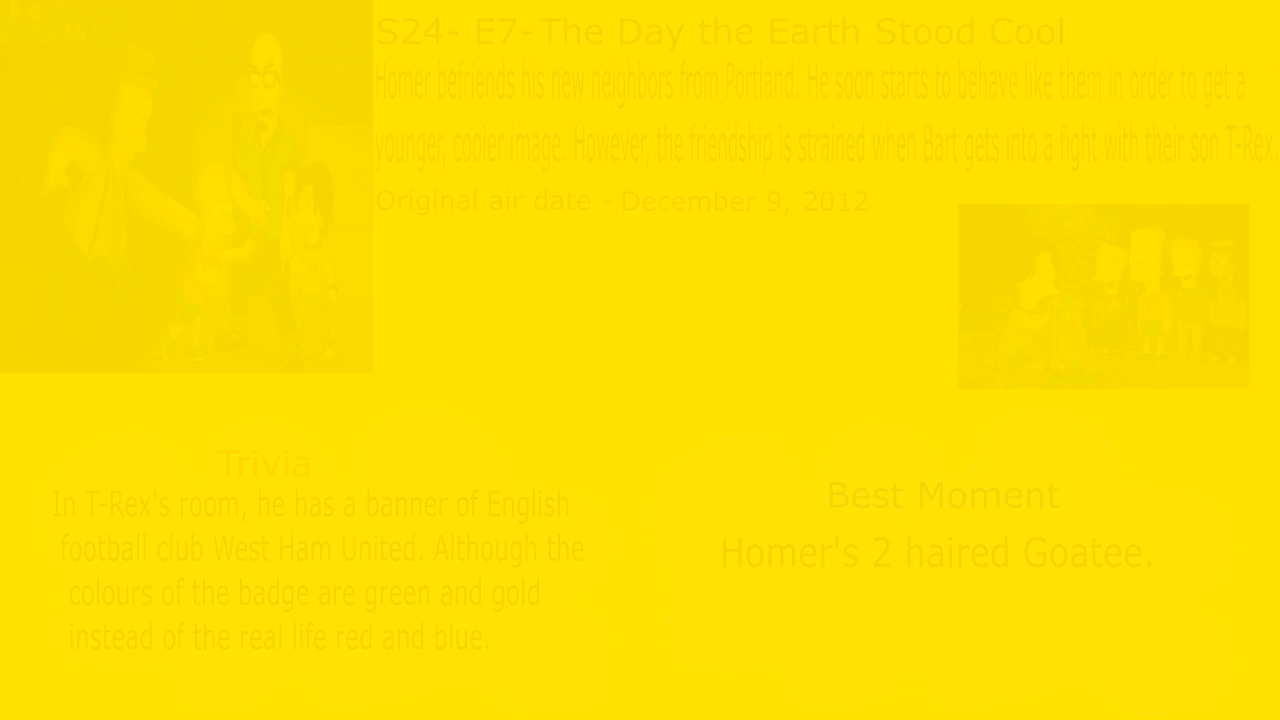 S24- E7-The Day the Earth Stood Cool
Homer befriends his new neighbors from Portland. He soon starts to behave like them in order to get a
younger, cooler image. However, the friendship is strained when Bart gets into a fight with their son T-Rex.
Original air date - December 9, 2012
Trivia
In T-Rex's room, he has a banner of English
football club West Ham United. Although the
colours of the badge are green and gold
instead of the real life red and blue.
Best Moment
Homer's 2 haired Goatee.